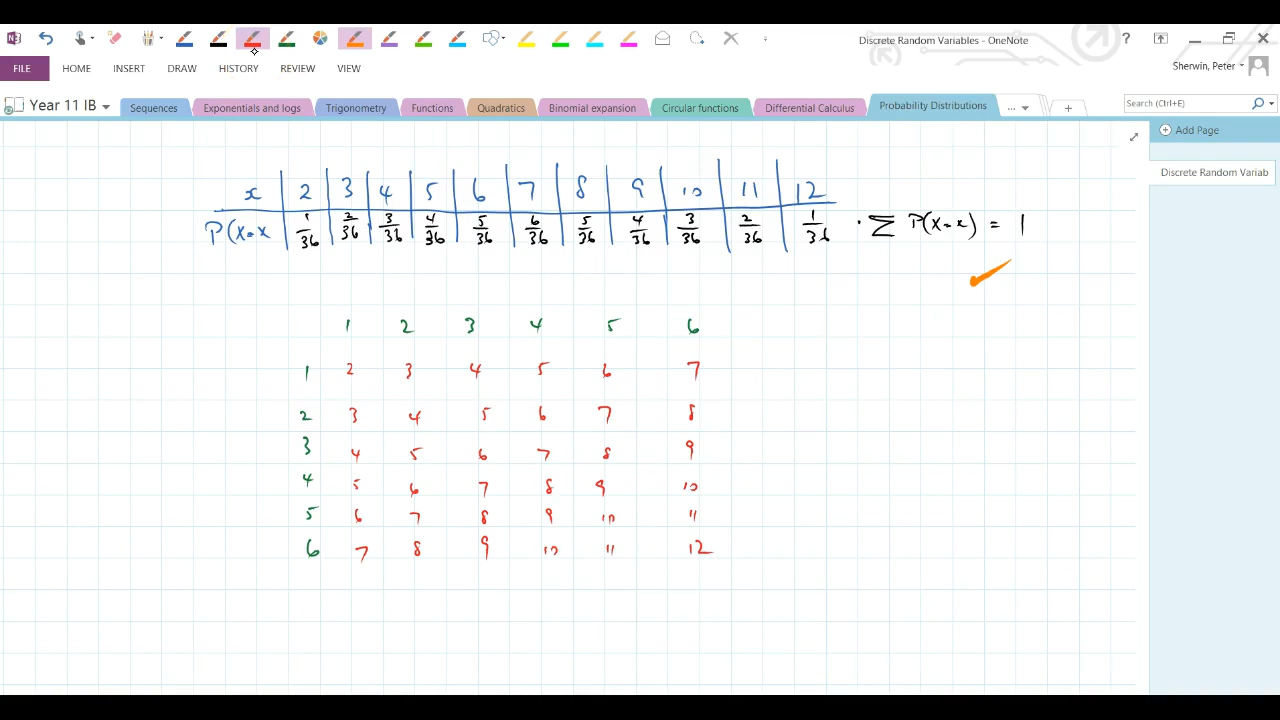 Discrete Random Variables - OneNote
?
FILE HOME INSERT DRAW HISTORY REVIEW VIEW
Sherwin, Peter
Year 11 IB Sequences Exponentials and logs Trigonometry Functions Quadratics Binomial expansion Circular functions Differential Calculus Probability Distributions ... +
Search (Ctrl+E)
Add Page
Discrete Random Variab
x 2 3 4 5 6 7 8 9 10 11 12
P(X=x 1/36 2/36 3/36 4/36 5/36 6/36 5/36 4/36 3/36 2/36 1/36 · Σ P(X=x) = 1
1 2 3 4 5 6
1 2 3 4 5 6 7
2 3 4 5 6 7 8
3 4 5 6 7 8 9
4 5 6 7 8 9 10
5 6 7 8 9 10 11
6 7 8 9 10 11 12